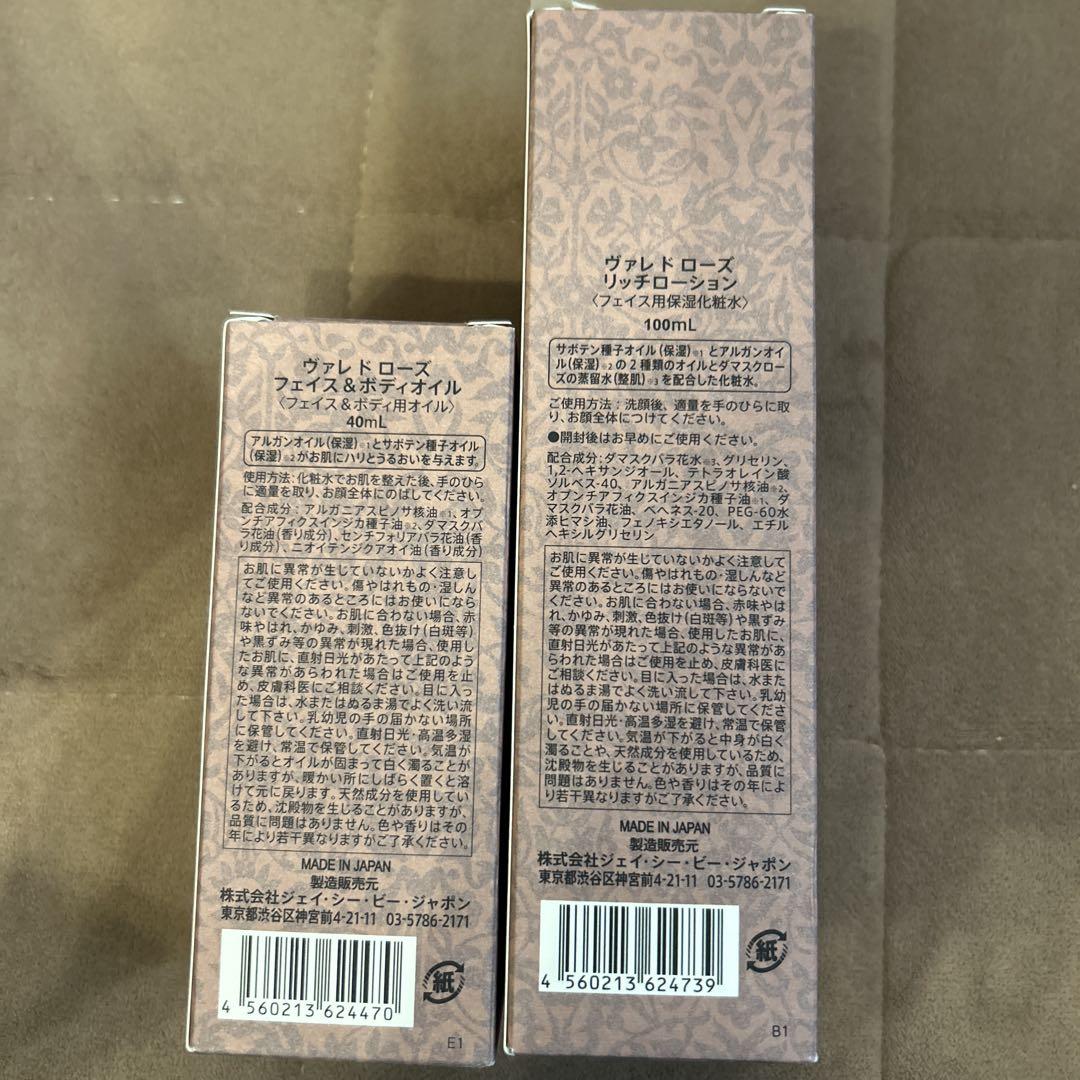 ヴァレ ド ローズ
フェイス＆ボディオイル
〈フェイス＆ボディ用オイル〉
40mL
アルガンオイル（保湿）※1とサボテン種子オイル
（保湿）※2がお肌にハリとうるおいを与えます。
使用方法：化粧水でお肌を整えた後、手のひら
に適量を取り、お顔全体にのばしてください。
配合成分：アルガニアスピノサ核油※1、オプ
ンチアフィクスインジカ種子油※2、ダマスクバ
ラ花油（香り成分）、センチフォリアバラ花油（香
り成分）、ニオイテンジクアオイ油（香り成分）
お肌に異常が生じていないかよく注意し
てご使用ください。傷やはれもの・湿しん
など異常のあるところにはお使いになら
ないでください。お肌に合わない場合、赤
味やはれ、かゆみ、刺激、色抜け（白斑等）
や黒ずみ等の異常が現れた場合、使用し
たお肌に、直射日光があたって上記のよう
な異常があらわれた場合はご使用を止
め、皮膚科医にご相談ください。目に入っ
た場合は、水またはぬるま湯でよく洗い流
して下さい。乳幼児の手の届かない場所
に保管してください。直射日光・高温多湿
を避け、常温で保管してください。気温が
下がるとオイルが固まって白く濁ることが
ありますが、暖かい所にしばらく置くと溶
けて元に戻ります。天然成分を使用してい
るため、沈殿物を生じることがありますが、
品質に問題はありません。色や香りはその
年により若干異なりますがご了承ください。
MADE IN JAPAN
製造販売元
株式会社ジェイ・シー・ビー・ジャポン
東京都渋谷区神宮前4-21-11 03-5786-2171
4 560213 624470
紙
E1
ヴァレ ド ローズ
リッチローション
〈フェイス用保湿化粧水〉
100mL
サボテン種子オイル（保湿）※1とアルガンオイ
ル（保湿）※2の2種類のオイルとダマスクロー
ズの蒸留水（整肌）※3を配合した化粧水。
ご使用方法：洗顔後、適量を手のひらに取
り、お顔全体につけてください。
●開封後はお早めにご使用ください。
配合成分：ダマスクバラ花水※3、グリセリン、
1,2-ヘキサンジオール、テトラオレイン酸
ソルベス-40、アルガニアスピノサ核油※2、
オプンチアフィクスインジカ種子油※1、ダ
マスクバラ花油、ベヘネス-20、PEG-60水
添ヒマシ油、フェノキシエタノール、エチル
ヘキシルグリセリン
お肌に異常が生じていないかよく注意して
ご使用ください。傷やはれもの・湿しんなど
異常のあるところにはお使いにならないで
ください。お肌に合わない場合、赤味やは
れ、かゆみ、刺激、色抜け（白斑等）や黒ずみ
等の異常が現れた場合、使用したお肌に、
直射日光があたって上記のような異常があ
らわれた場合はご使用を止め、皮膚科医に
ご相談ください。目に入った場合は、水また
はぬるま湯でよく洗い流して下さい。乳幼
児の手の届かない場所に保管してくださ
い。直射日光・高温多湿を避け、常温で保管
してください。気温が下がると中身が白く
濁ることや、天然成分を使用しているため、
沈殿物を生じることがありますが、品質に
問題はありません。色や香りはその年によ
り若干異なりますがご了承ください。
MADE IN JAPAN
製造販売元
株式会社ジェイ・シー・ビー・ジャポン
東京都渋谷区神宮前4-21-11 03-5786-2171
4 560213 624739
紙
B1